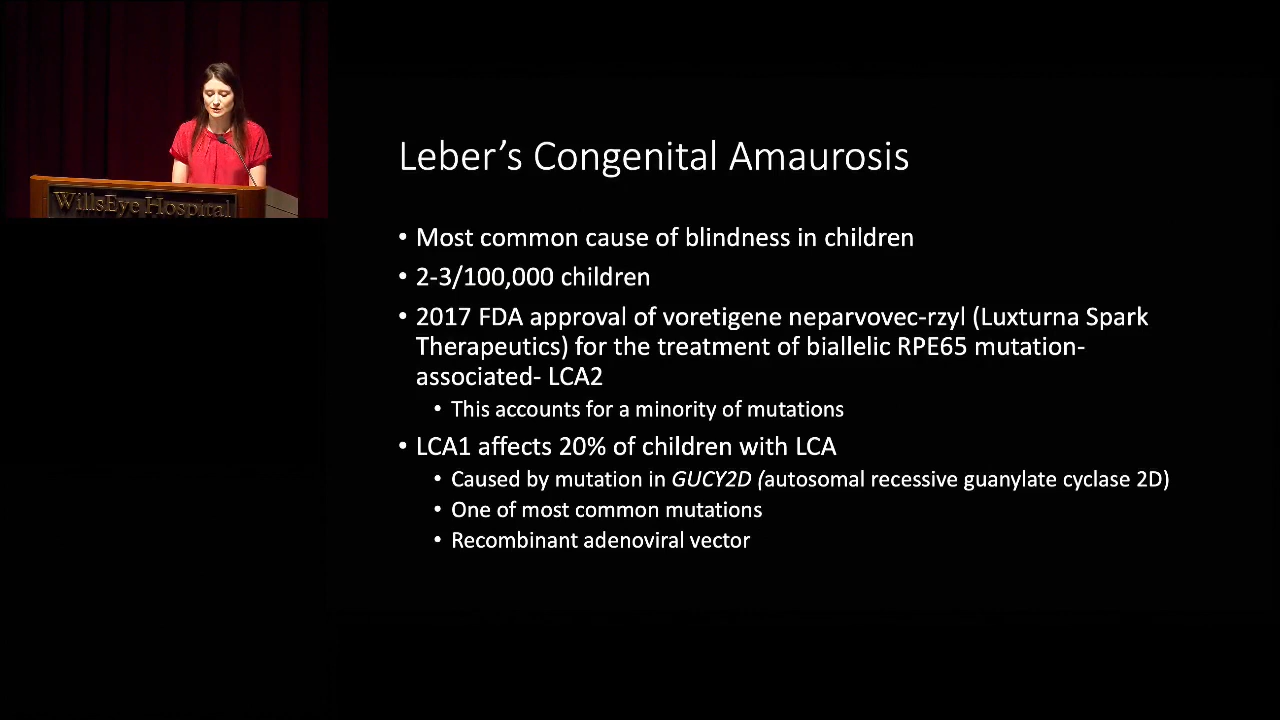 WillsEye Hospital
Leber's Congenital Amaurosis
• Most common cause of blindness in children
• 2-3/100,000 children
• 2017 FDA approval of voretigene neparvovec-rzyl (Luxturna Spark
Therapeutics) for the treatment of biallelic RPE65 mutation-
associated- LCA2
• This accounts for a minority of mutations
• LCA1 affects 20% of children with LCA
• Caused by mutation in GUCY2D (autosomal recessive guanylate cyclase 2D)
• One of most common mutations
• Recombinant adenoviral vector